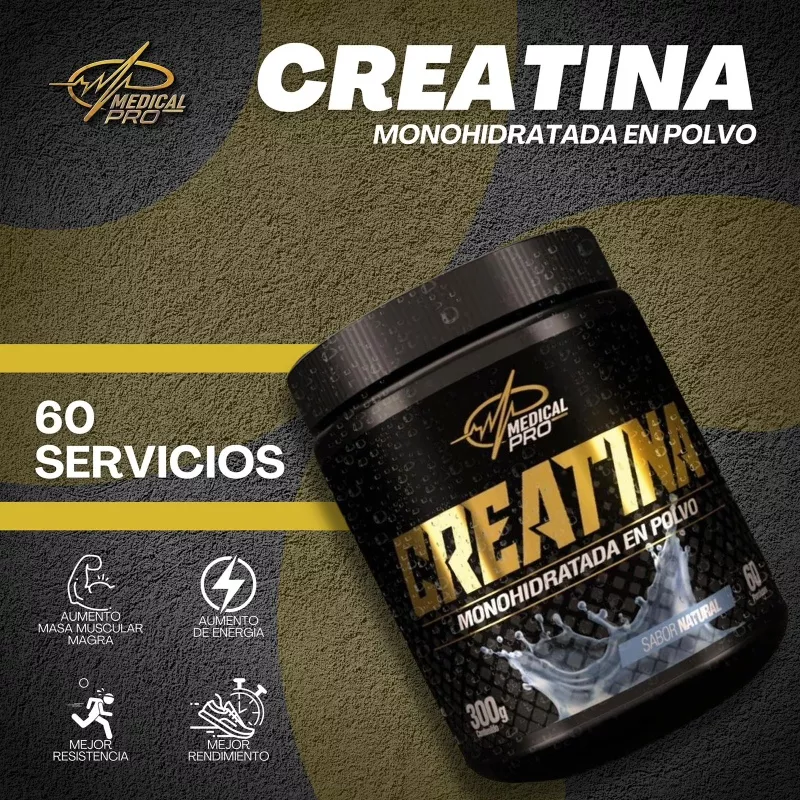 MEDICAL
PRO
CREATINA
MONOHIDRATADA EN POLVO
60
SERVICIOS
AUMENTO
MASA MUSCULAR
MAGRA
AUMENTO
DE ENERGIA
MEJOR
RESISTENCIA
MEJOR
RENDIMIENTO
MEDICAL
PRO
CREATINA
MONOHIDRATADA EN POLVO
SABOR NATURAL
60
300g